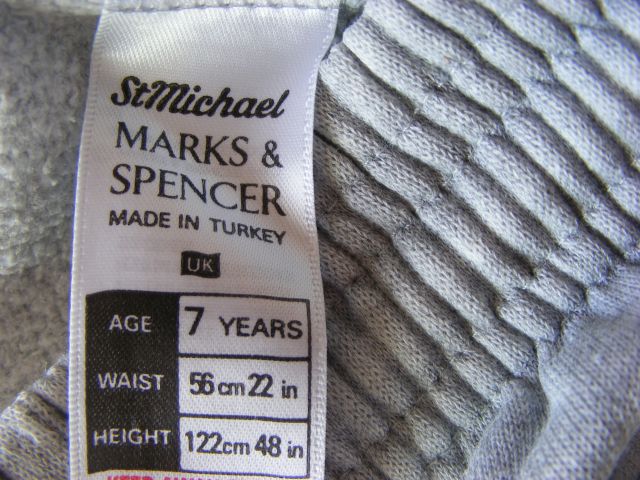 StMichael
MARKS &
SPENCER
MADE IN TURKEY
UK
AGE 7 YEARS
WAIST 56cm 22 in
HEIGHT 122cm 48 in